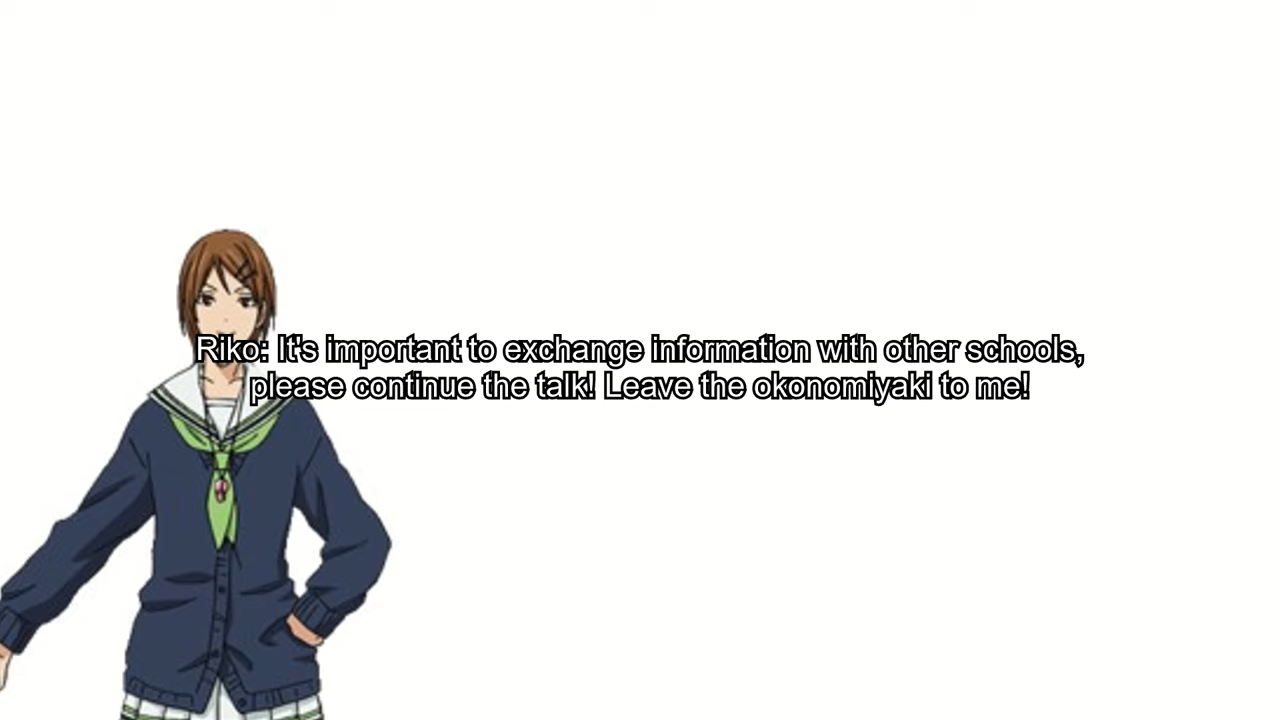 Riko: It's important to exchange information with other schools,
please continue the talk! Leave the okonomiyaki to me!